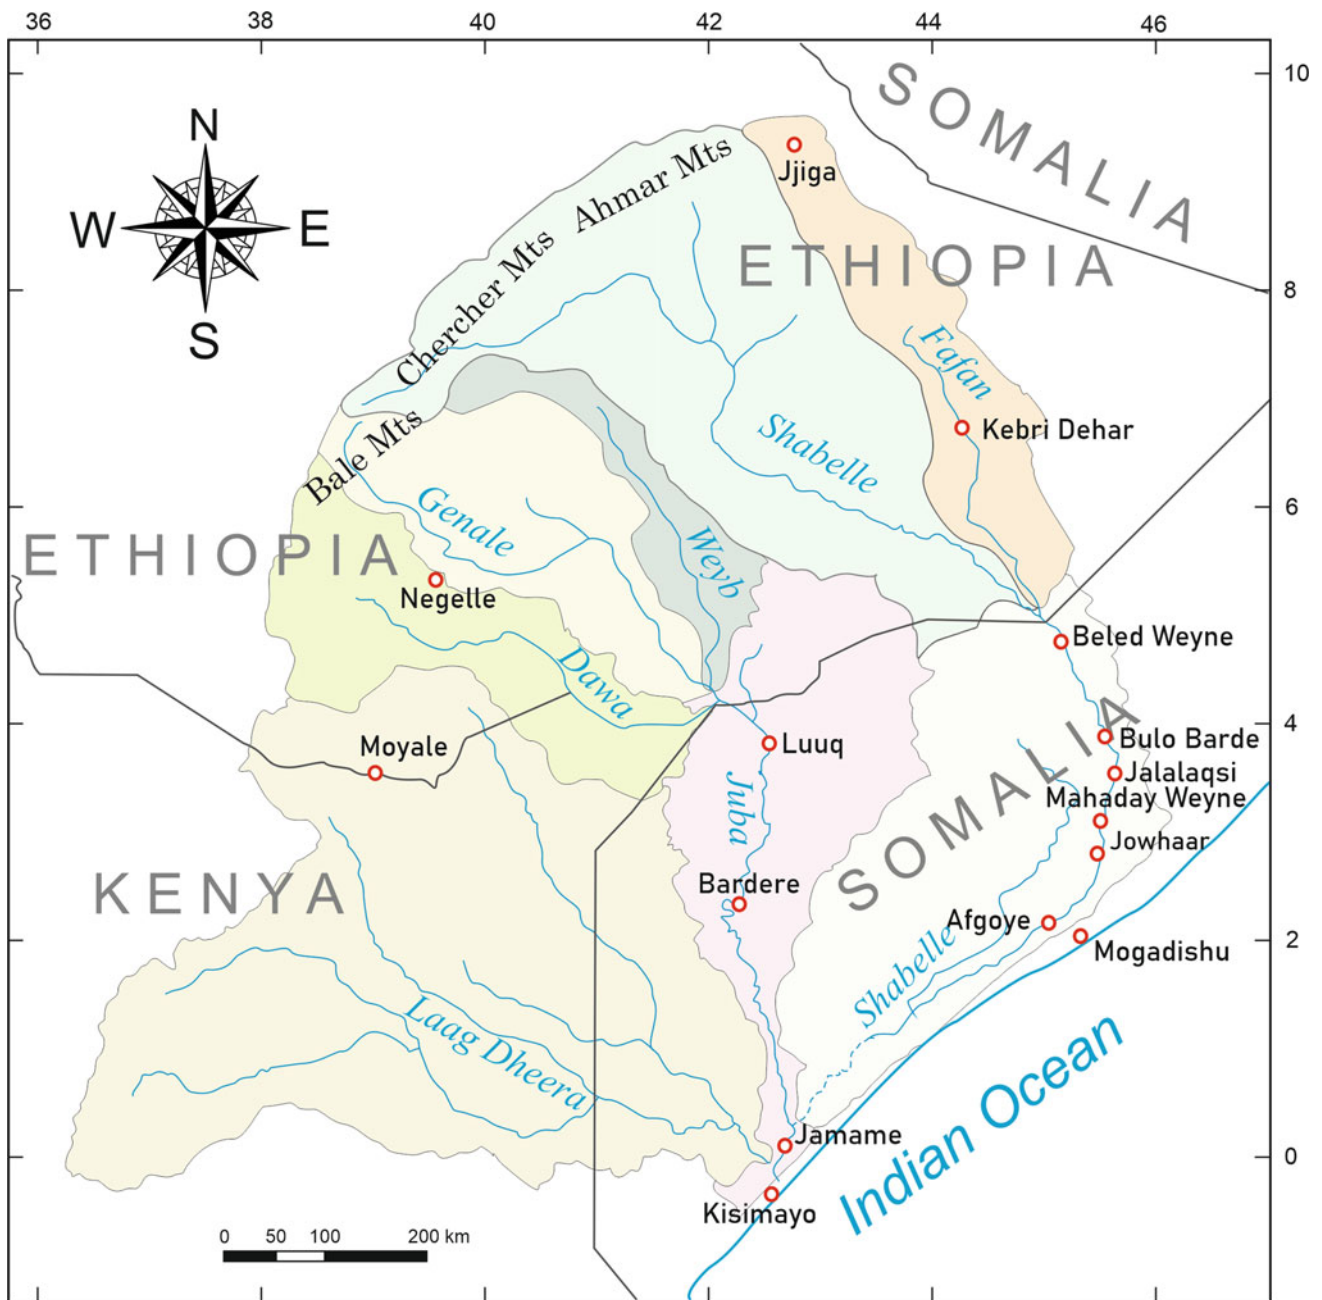 36 38 40 42 44 46
10
SOMALIA
N
Ahmar Mts
Jjiga
W E
Chercher Mts
ETHIOPIA
8
S
Fafan
Bale Mts
Shabelle
Kebri Dehar
Genale
6
ETHIOPIA
Weyb
Negelle
Beled Weyne
Dawa
4
Moyale
Luuq
Bulo Barde
Jalalaqsi
Juba
Mahaday Weyne
SOMALIA
Jowhaar
KENYA
Bardere
Afgoye
2
Mogadishu
Shabelle
Laag Dheera
Indian Ocean
Jamame
0
Kisimayo
0 50 100 200 km